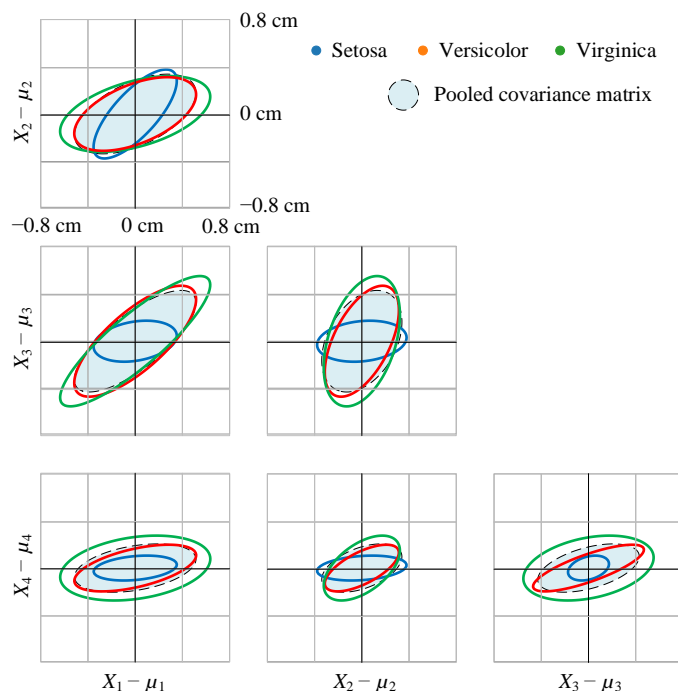 0.8 cm
Setosa
Versicolor
Virginica
Pooled covariance matrix
X₂ − μ₂
0 cm
−0.8 cm
−0.8 cm 0 cm 0.8 cm
X₃ − μ₃
X₄ − μ₄
X₁ − μ₁
X₂ − μ₂
X₃ − μ₃